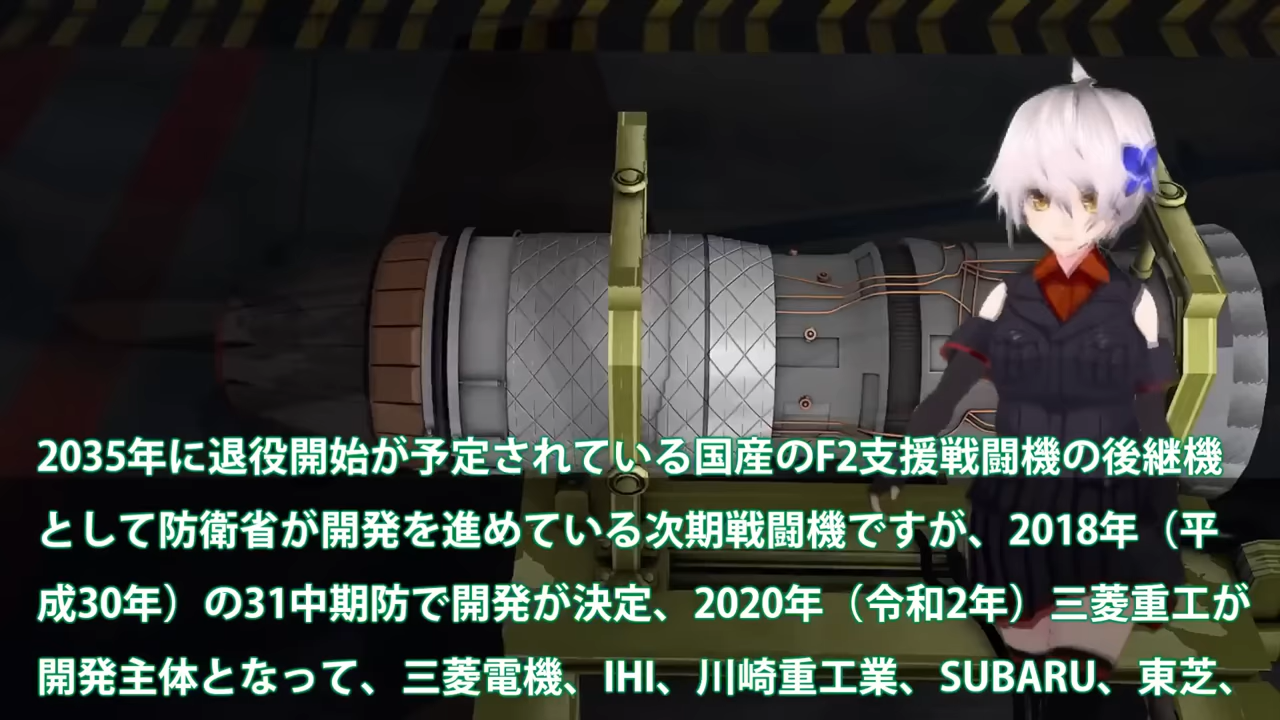 2035年に退役開始が予定されている国産のF2支援戦闘機の後継機
として防衛省が開発を進めている次期戦闘機ですが、2018年（平
成30年）の31中期防で開発が決定、2020年（令和2年）三菱重工が
開発主体となって、三菱電機、IHI、川崎重工業、SUBARU、東芝、